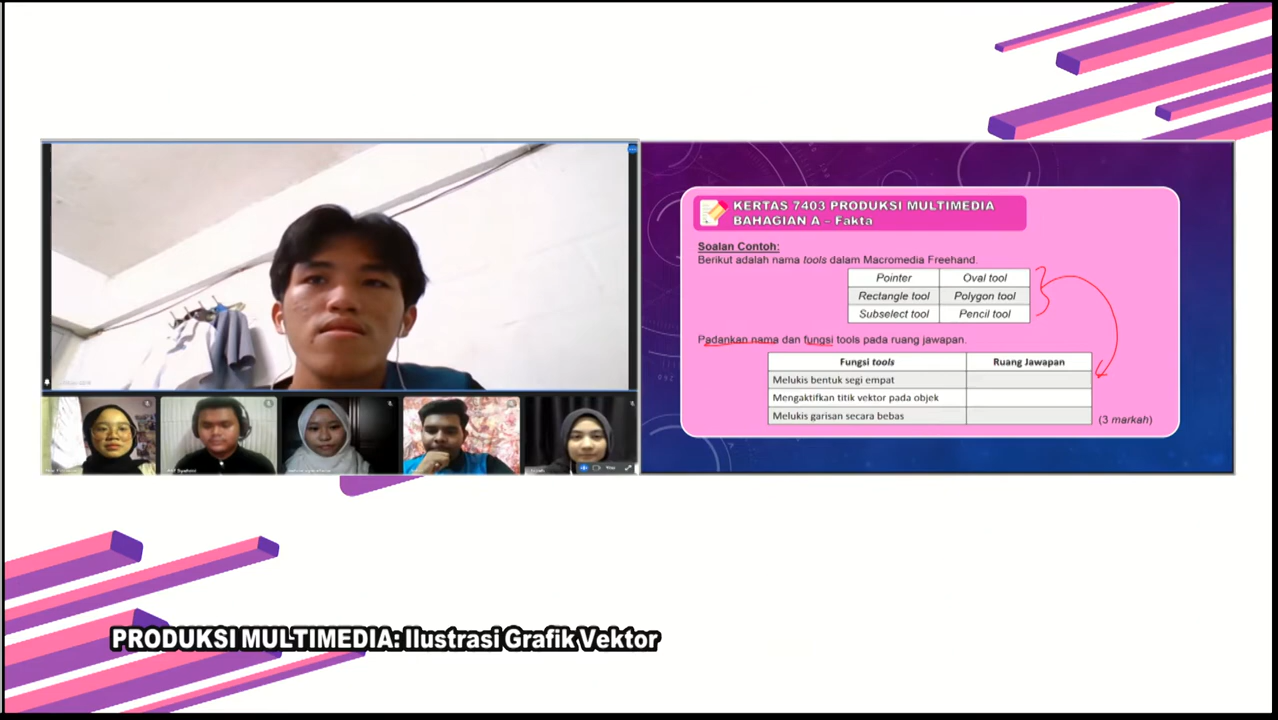 KERTAS 7403 PRODUKSI MULTIMEDIA
BAHAGIAN A – Fakta
Soalan Contoh:
Berikut adalah nama tools dalam Macromedia Freehand.
Pointer Oval tool
Rectangle tool Polygon tool
Subselect tool Pencil tool
Padankan nama dan fungsi tools pada ruang jawapan.
Fungsi tools Ruang Jawapan
Melukis bentuk segi empat
Mengaktifkan titik vektor pada objek
Melukis garisan secara bebas
(3 markah)
You
PRODUKSI MULTIMEDIA: Ilustrasi Grafik Vektor